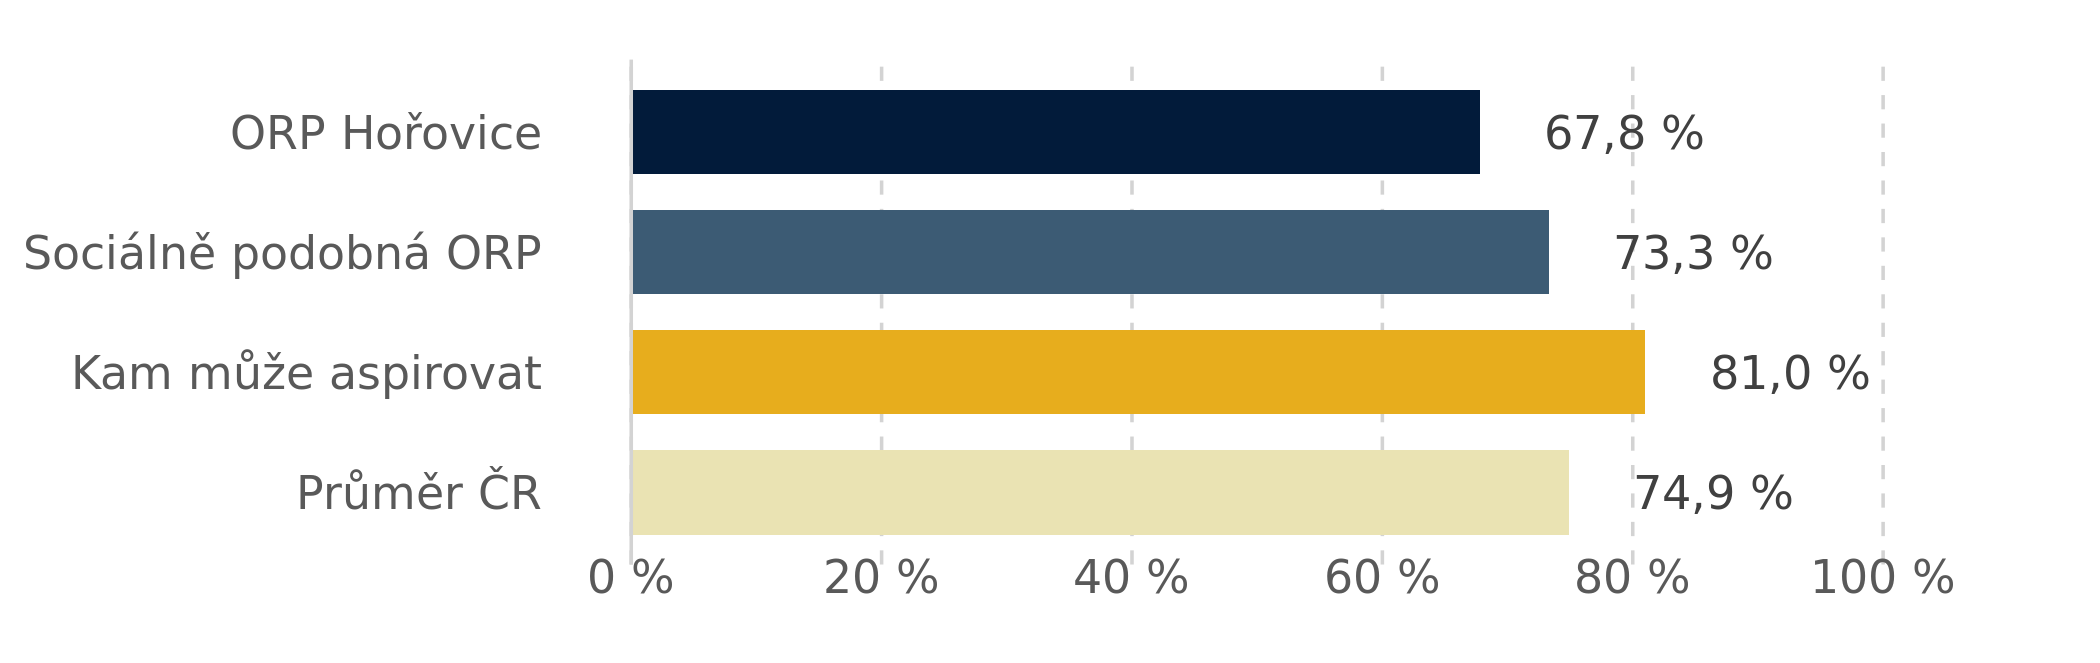 ORP Hořovice 67,8 %
Sociálně podobná ORP 73,3 %
Kam může aspirovat 81,0 %
Průměr ČR 74,9 %
0 % 20 % 40 % 60 % 80 % 100 %